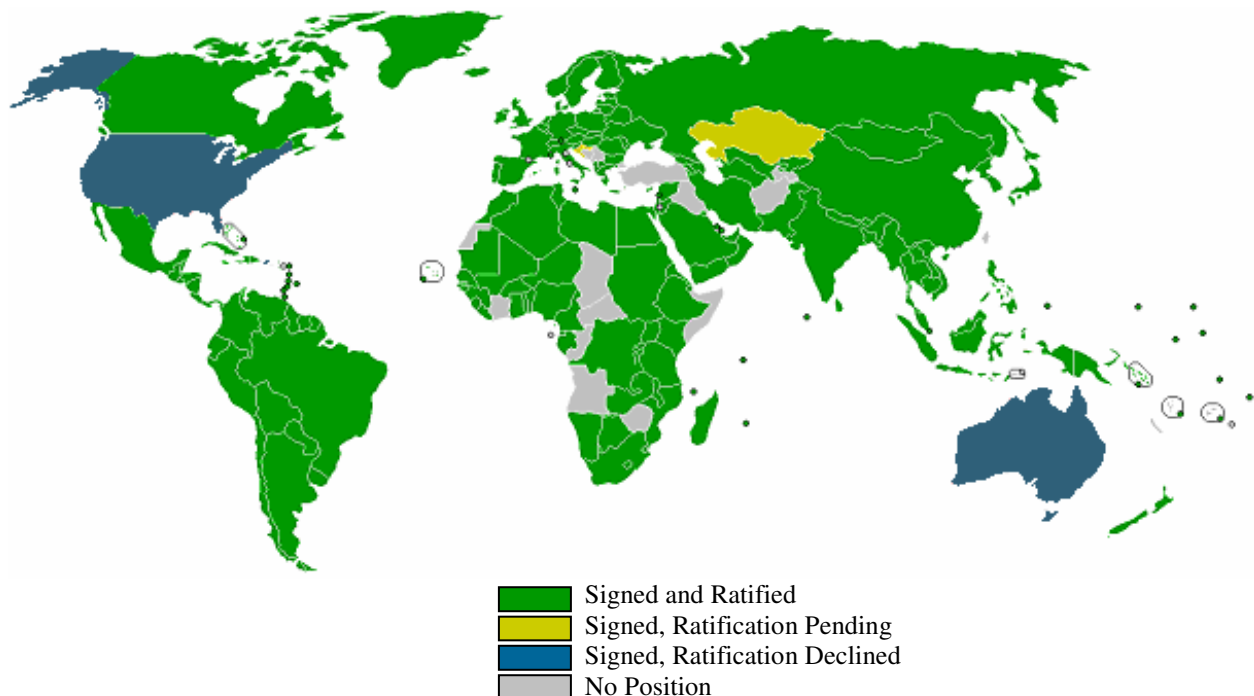 Signed and Ratified
Signed, Ratification Pending
Signed, Ratification Declined
No Position